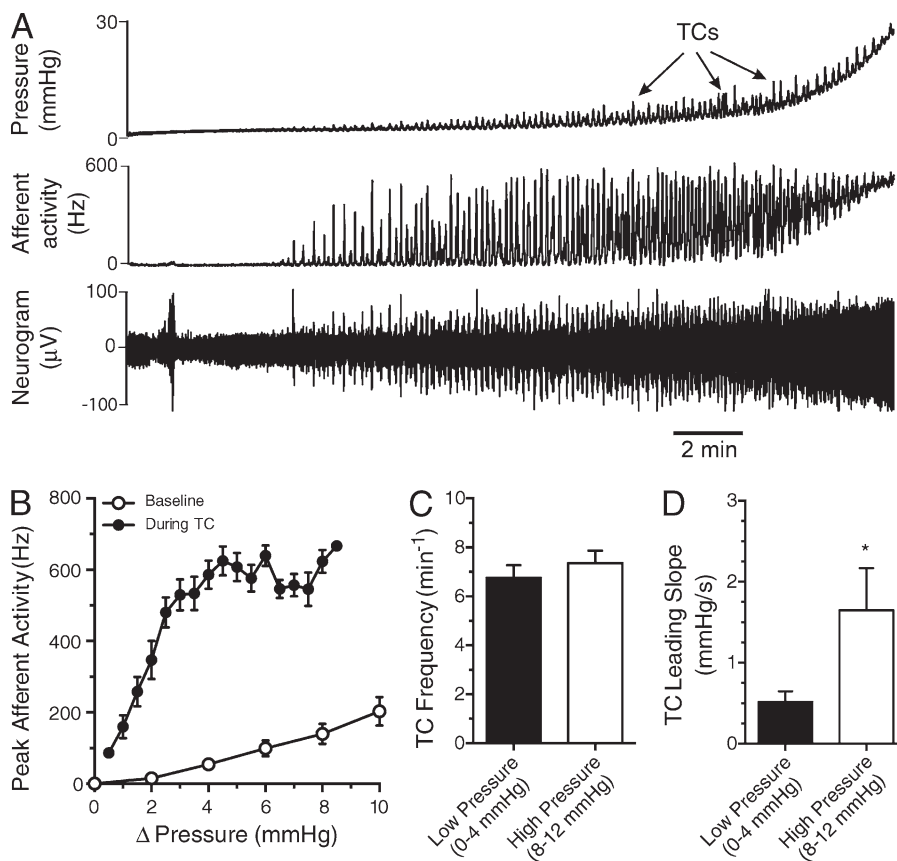 A
Pressure
(mmHg)
30
0
TCs
Afferent
activity
(Hz)
600
0
Neurogram
(μV)
100
0
-100
2 min
B
Peak Afferent Activity (Hz)
800
600
400
200
0
Baseline
During TC
0 2 4 6 8 10
Δ Pressure (mmHg)
C
TC Frequency (min-1)
10
8
6
4
2
0
Low Pressure
(0-4 mmHg)
High Pressure
(8-12 mmHg)
D
TC Leading Slope
(mmHg/s)
3
2
1
0
*
Low Pressure
(0-4 mmHg)
High Pressure
(8-12 mmHg)